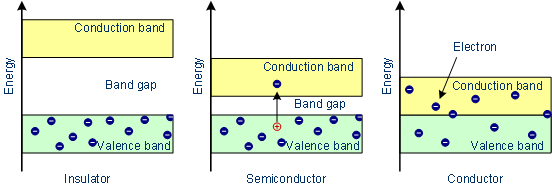 Energy
Conduction band
Band gap
Valence band
Insulator
Energy
Conduction band
Band gap
Valence band
Semiconductor
Energy
Electron
Conduction band
Valence band
Conductor